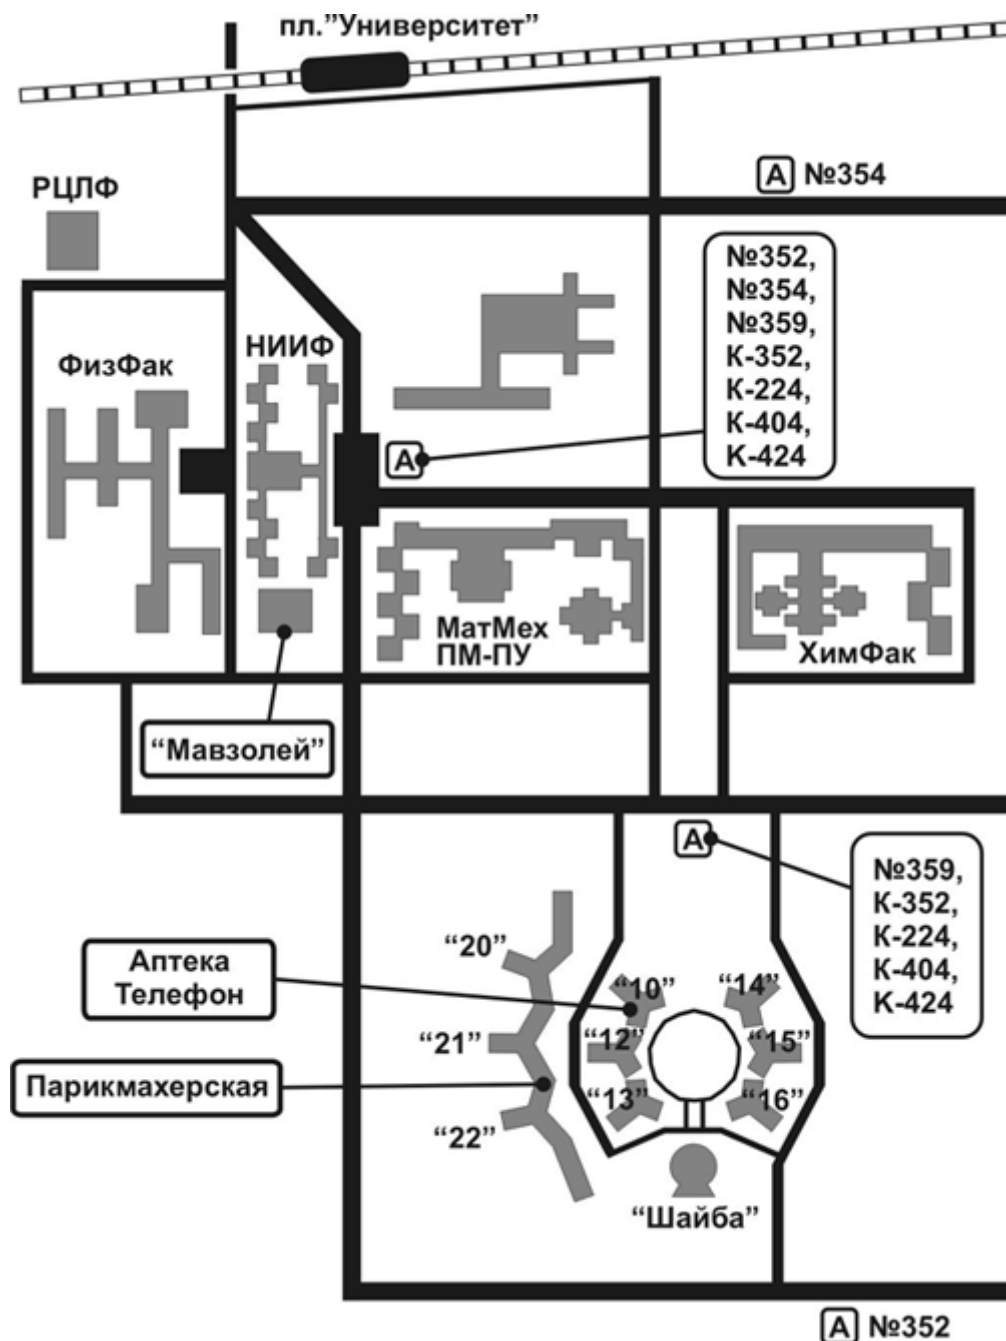 пл.”Университет”
А №354
РЦЛФ
№352,
№354,
№359,
К-352,
К-224,
К-404,
К-424
НИИФ
ФизФак
А
МатМех
ПМ-ПУ
ХимФак
“Мавзолей”
А
№359,
К-352,
К-224,
К-404,
К-424
“20”
Аптека
Телефон
“10”
“14”
“21”
“12”
“15”
Парикмахерская
“13”
“16”
“22”
“Шайба”
А №352